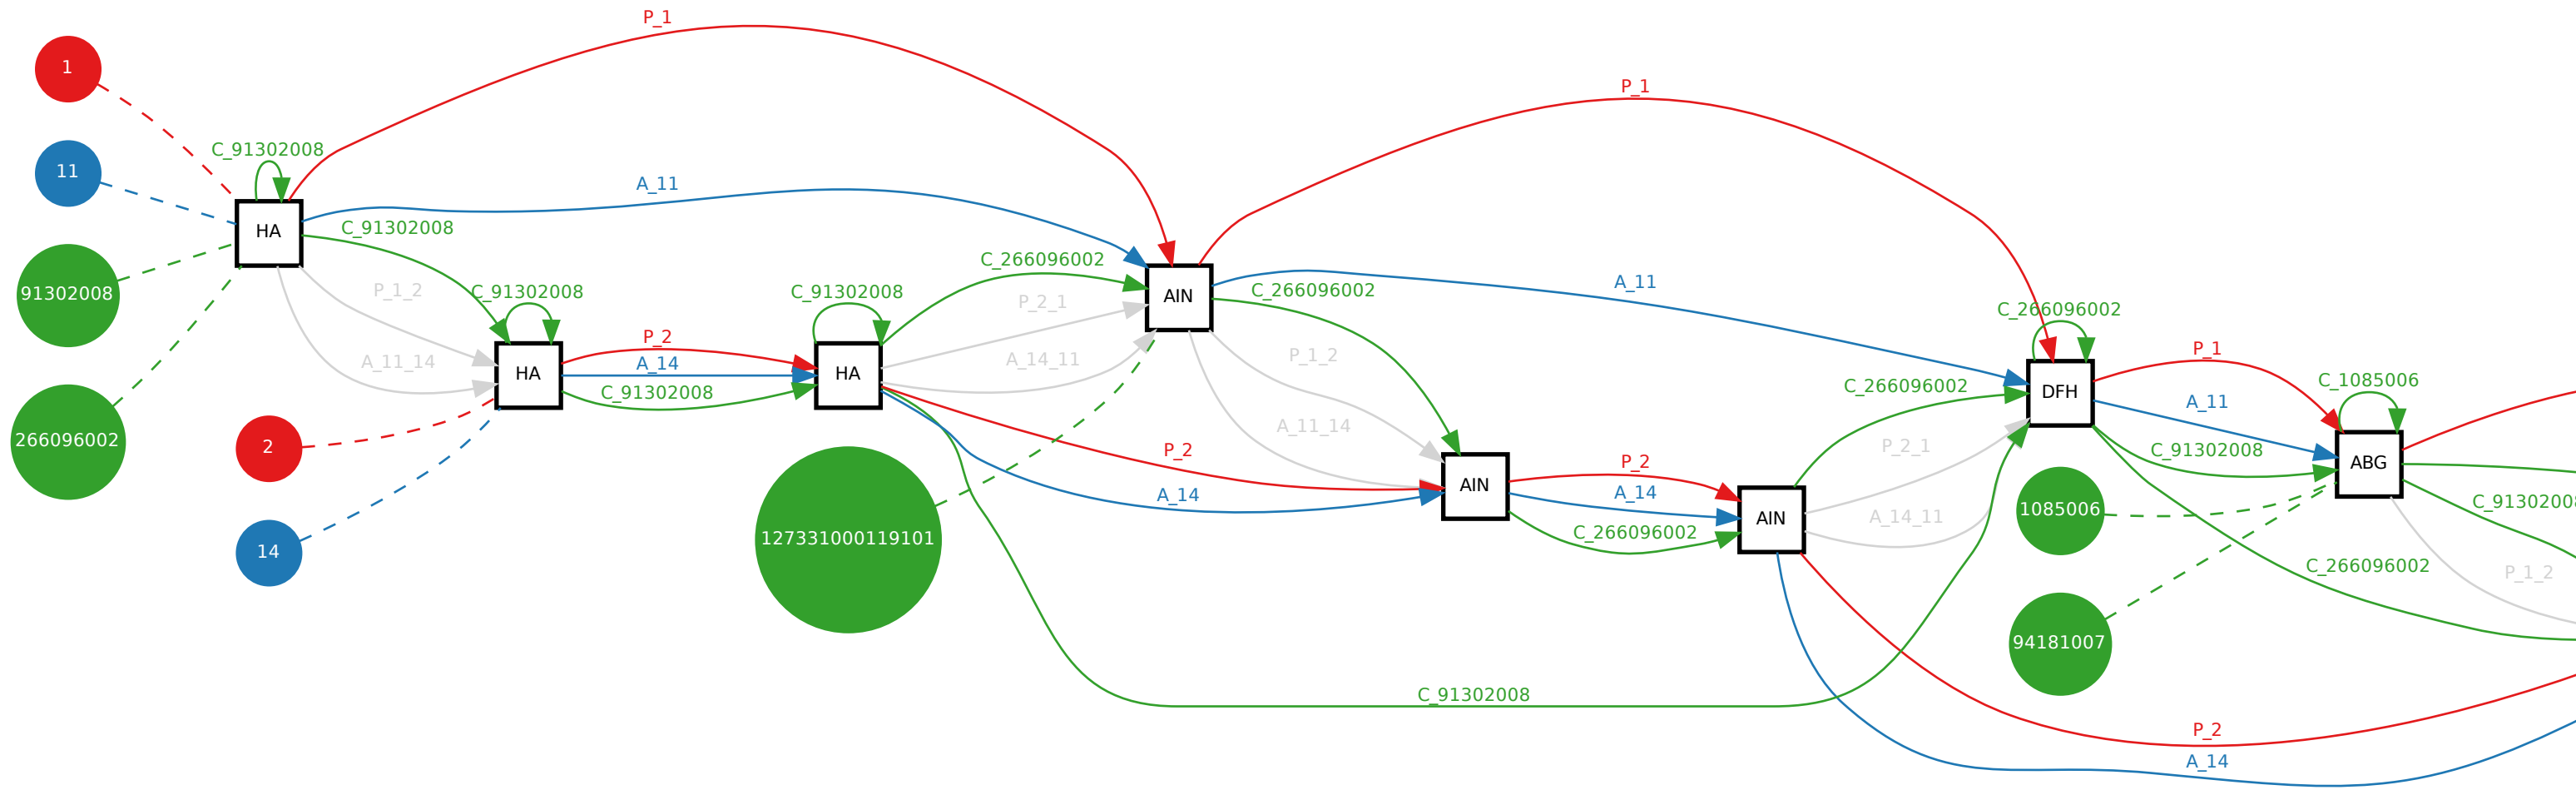 P_1
1
P_1
11
C_91302008
A_11
HA
C_91302008
C_266096002
A_11
91302008
P_1_2
C_91302008
C_91302008
P_2_1
AIN
C_266096002
C_266096002
P_2
A_11_14
A_14
A_14_11
P_1_2
HA
C_91302008
HA
P_1
C_266096002
DFH
A_11
C_1085006
266096002
2
P_2
A_11_14
P_2
P_2_1
C_91302008
ABG
A_14
AIN
A_14
A_14_11
1085006
C_9130200
14
127331000119101
C_266096002
AIN
C_266096002
P_1_2
94181007
C_91302008
P_2
A_14